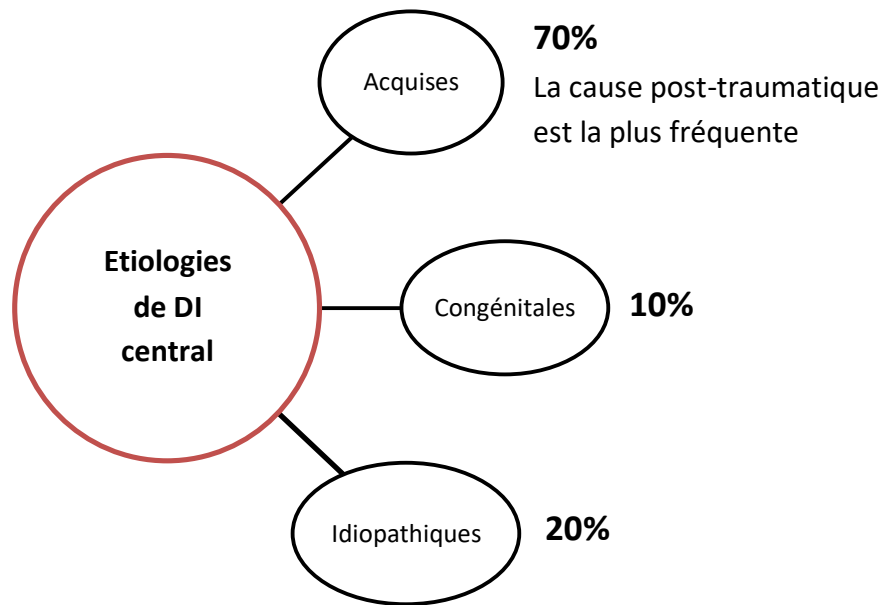 70%
Acquises
La cause post-traumatique
est la plus fréquente
Etiologies
de DI
central
Congénitales
10%
Idiopathiques
20%